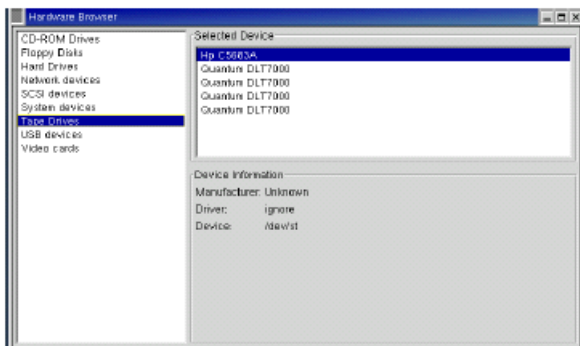 Hardware Browser
CD-ROM Drives
Floppy Disks
Hard Drives
Network devices
SCSI devices
System devices
Tape Drives
USB devices
Video cards
Selected Device
Hp C5683A
Quantum DLT7000
Quantum DLT7000
Quantum DLT7000
Quantum DLT7000
Device Information
Manufacturer: Unknown
Driver: ignore
Device: /dev/st